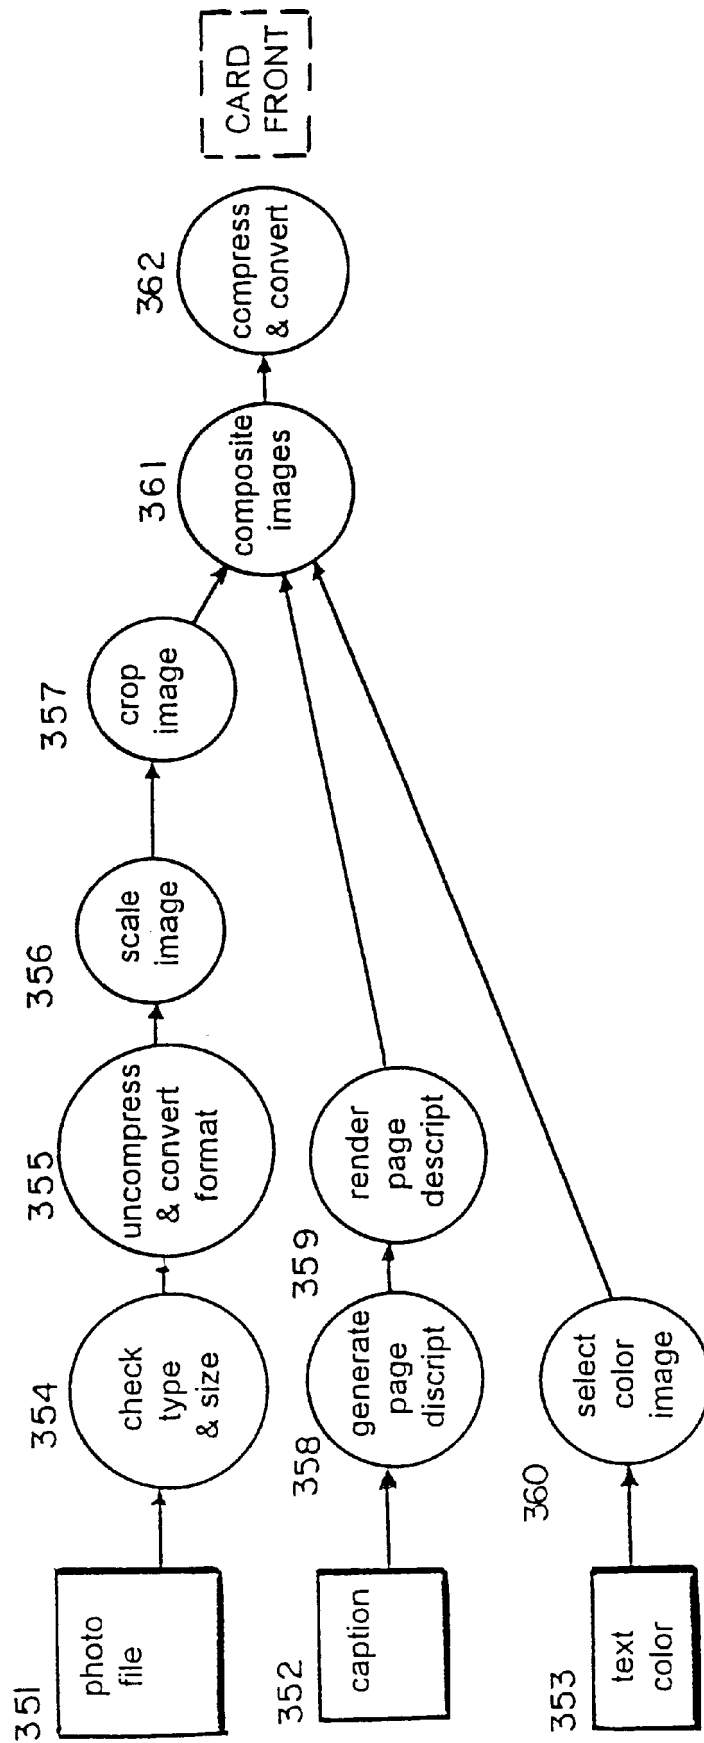 351
photo
file
354
check
type
& size
355
uncompress
& convert
format
356
scale
image
357
crop
image
361
composite
images
362
compress
& convert
CARD
FRONT
352
caption
358
generate
page
discript
359
render
page
descript
353
text
color
360
select
color
image